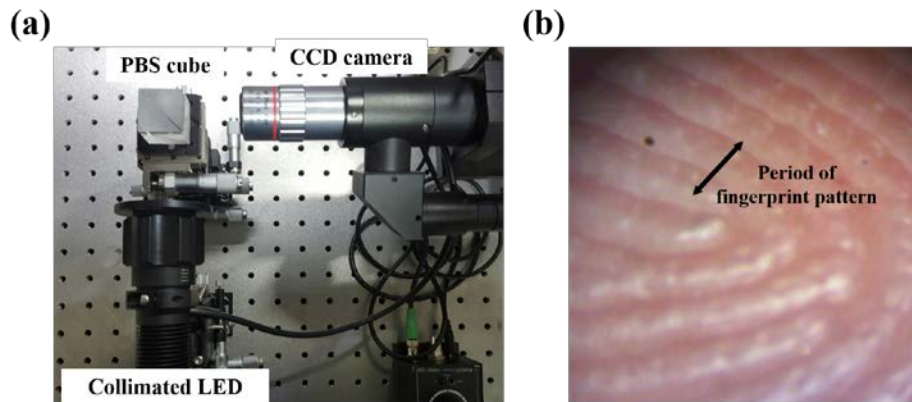 (a)
(b)
PBS cube
CCD camera
Period of
fingerprint pattern
Collimated LED